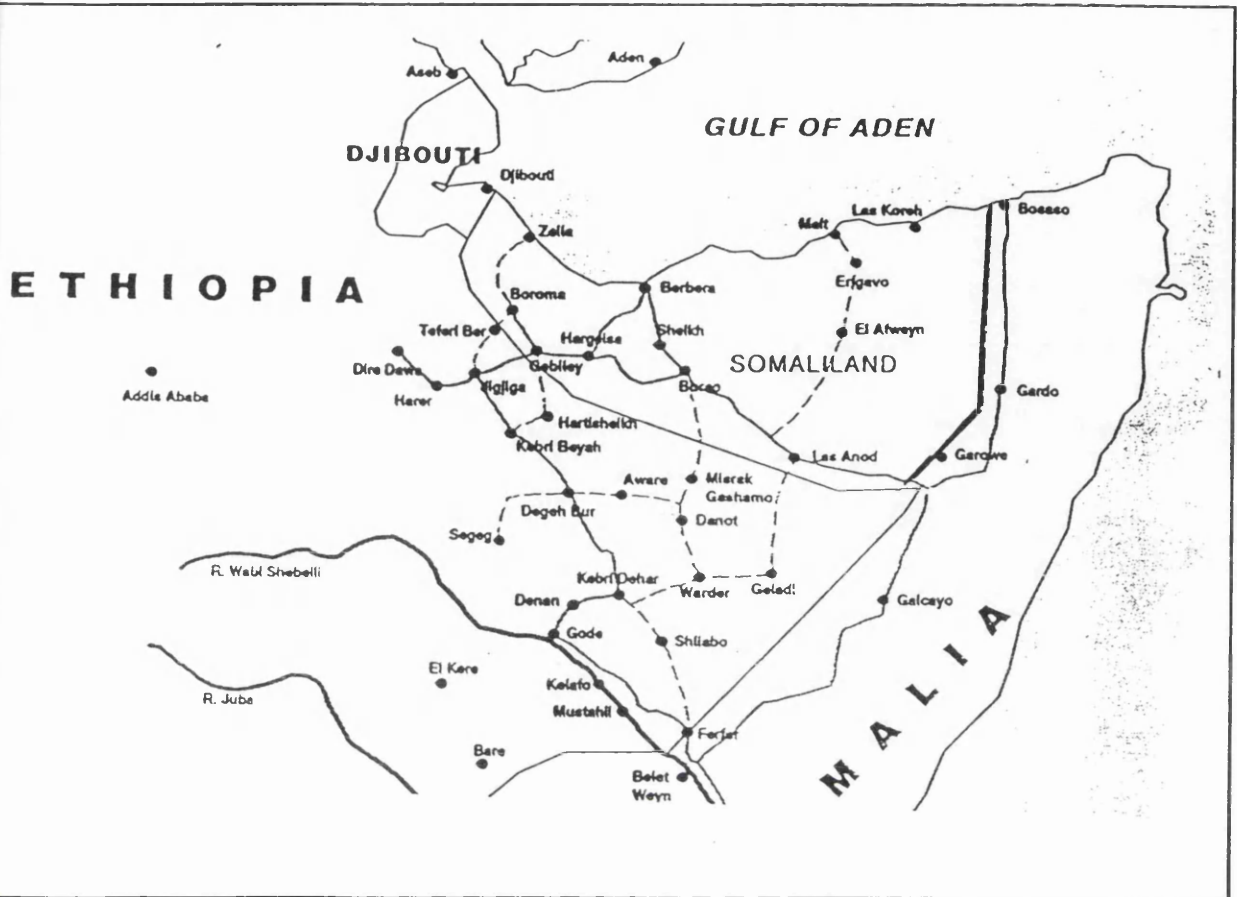 Aseb
Aden
GULF OF ADEN
DJIBOUTI
Djibouti
Las Koreh
Bosaso
Mait
Zeila
Erigavo
ETHIOPIA
Berbera
Boroma
Teferi Ber
Hargeisa
Sheikh
El Afweyn
SOMALILAND
Dire Dawa
Gebiley
Addis Ababa
Harer
Jigjiga
Bocao
Gardo
Hartisheikh
Kebri Beyah
Las Anod
Garowe
Aware
Misrak
Gashamo
Degeh Bur
Danot
Segeg
R. Wabi Shebelli
Kebri Dehar
Warder
Geladi
Denan
Galcayo
Gode
Shilabo
El Kere
Kelafo
R. Juba
Mustahil
Ferfer
MALIA
Bare
Belet
Weyn